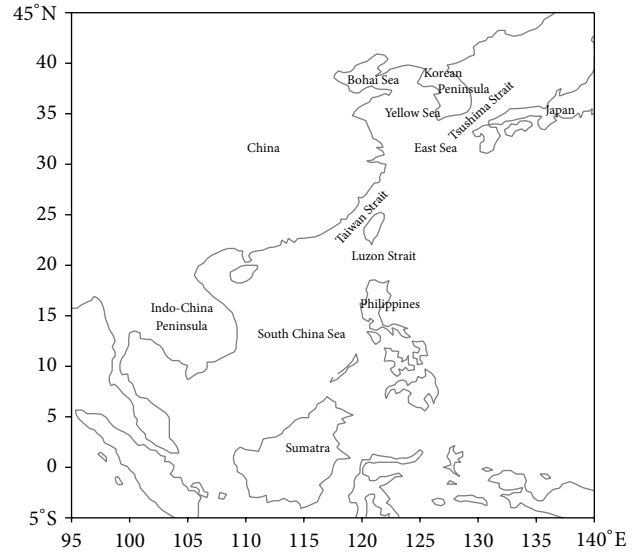 45°N
40
35
30
25
20
15
10
5
0
5°S
95
100
105
110
115
120
125
130
135
140°E
Bohai Sea
Korean
Peninsula
Yellow Sea
Tsushima Strait
Japan
China
East Sea
Taiwan Strait
Luzon Strait
Indo-China
Peninsula
Philippines
South China Sea
Sumatra